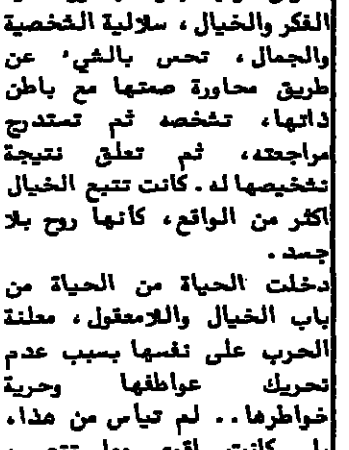 الفكر والخيال، سلالية الشخصية
والجمال، تحس بالشيء عن
طريق محاورة صمتها مع باطن
ذاتها، تشخصه ثم تستدرج
مراجعته، ثم تعلق نتيجة
تشخيصها له. كانت تتبع الخيال
اكثر من الواقع، كأنها روح بلا
جسد.
دخلت الحياة من الحياة من
باب الخيال واللامعقول، معلنة
الحرب على نفسها بسبب عدم
تحريك عواطفها وحرية
خواطرها.. لم تيأس من هذا،
كانت